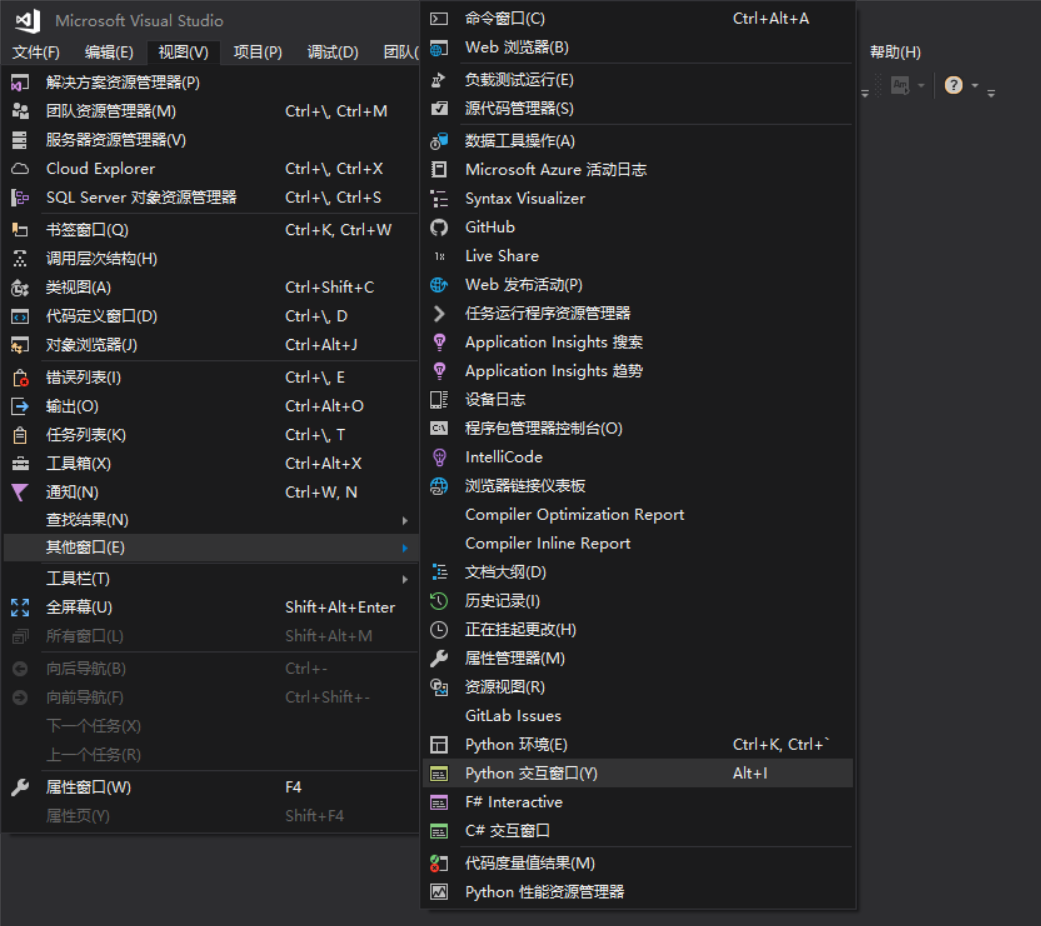 Microsoft Visual Studio
文件(F) 编辑(E) 视图(V) 项目(P) 调试(D) 团队( 帮助(H)
解决方案资源管理器(P)
团队资源管理器(M) Ctrl+\, Ctrl+M
服务器资源管理器(V)
Cloud Explorer Ctrl+\, Ctrl+X
SQL Server 对象资源管理器 Ctrl+\, Ctrl+S
书签窗口(Q) Ctrl+K, Ctrl+W
调用层次结构(H)
类视图(A) Ctrl+Shift+C
代码定义窗口(D) Ctrl+\, D
对象浏览器(J) Ctrl+Alt+J
错误列表(I) Ctrl+\, E
输出(O) Ctrl+Alt+O
任务列表(K) Ctrl+\, T
工具箱(X) Ctrl+Alt+X
通知(N) Ctrl+W, N
查找结果(N)
其他窗口(E)
工具栏(T)
全屏幕(U) Shift+Alt+Enter
所有窗口(L) Shift+Alt+M
向后导航(B) Ctrl+-
向前导航(F) Ctrl+Shift+-
下一个任务(X)
上一个任务(R)
属性窗口(W) F4
属性页(Y) Shift+F4
命令窗口(C) Ctrl+Alt+A
Web 浏览器(B)
负载测试运行(E)
源代码管理器(S)
数据工具操作(A)
Microsoft Azure 活动日志
Syntax Visualizer
GitHub
Live Share
Web 发布活动(P)
任务运行程序资源管理器
Application Insights 搜索
Application Insights 趋势
设备日志
程序包管理器控制台(O)
IntelliCode
浏览器链接仪表板
Compiler Optimization Report
Compiler Inline Report
文档大纲(D)
历史记录(I)
正在挂起更改(H)
属性管理器(M)
资源视图(R)
GitLab Issues
Python 环境(E) Ctrl+K, Ctrl+`
Python 交互窗口(Y) Alt+I
F# Interactive
C# 交互窗口
代码度量值结果(M)
Python 性能资源管理器